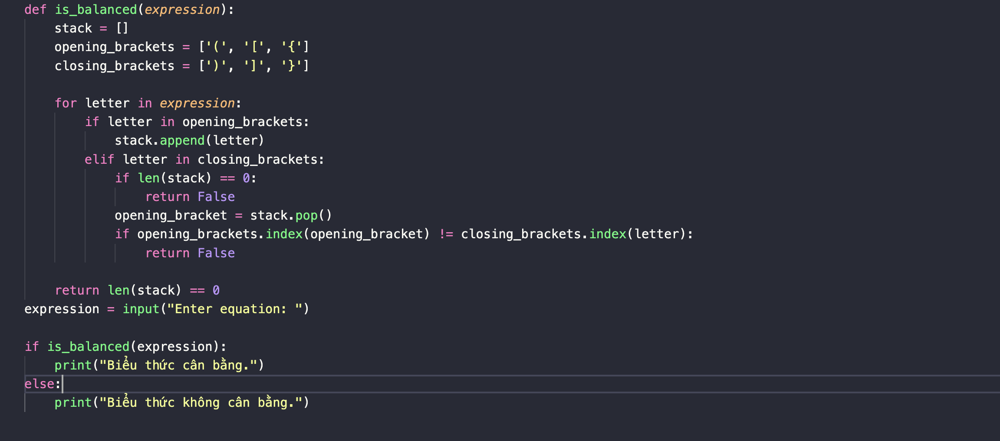 def is_balanced(expression):
    stack = []
    opening_brackets = ['(', '[', '{']
    closing_brackets = [')', ']', '}']

    for letter in expression:
        if letter in opening_brackets:
            stack.append(letter)
        elif letter in closing_brackets:
            if len(stack) == 0:
                return False
            opening_bracket = stack.pop()
            if opening_brackets.index(opening_bracket) != closing_brackets.index(letter):
                return False

    return len(stack) == 0
expression = input("Enter equation: ")

if is_balanced(expression):
    print("Biểu thức cân bằng.")
else:
    print("Biểu thức không cân bằng.")